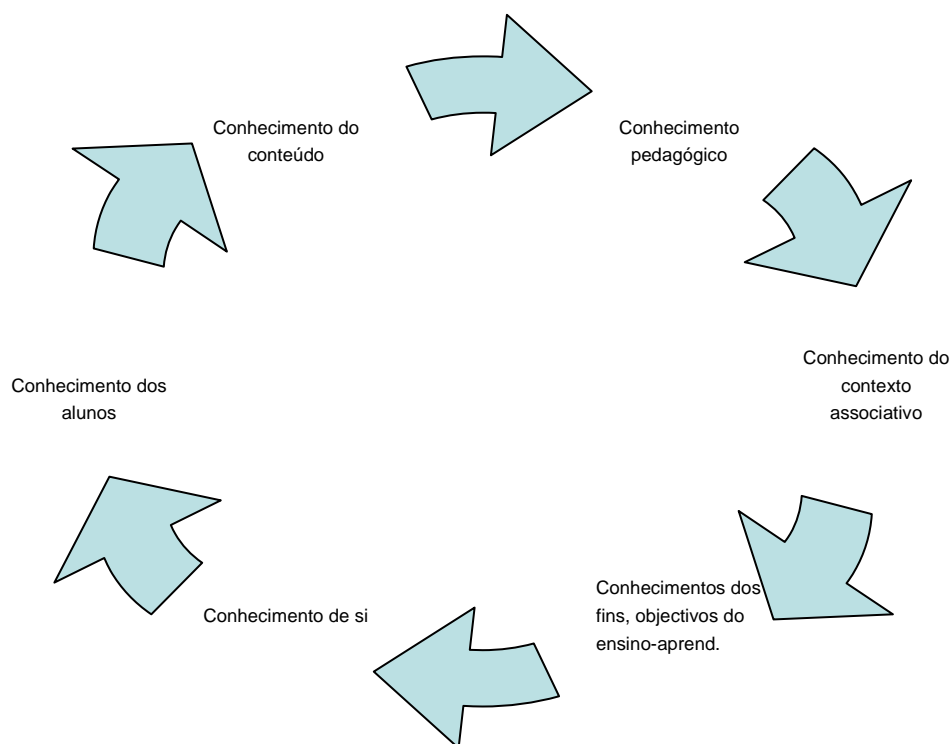 Conhecimento do
conteúdo
Conhecimento
pedagógico
Conhecimento do
contexto
associativo
Conhecimentos dos
fins, objectivos do
ensino-aprend.
Conhecimento de si
Conhecimento dos
alunos